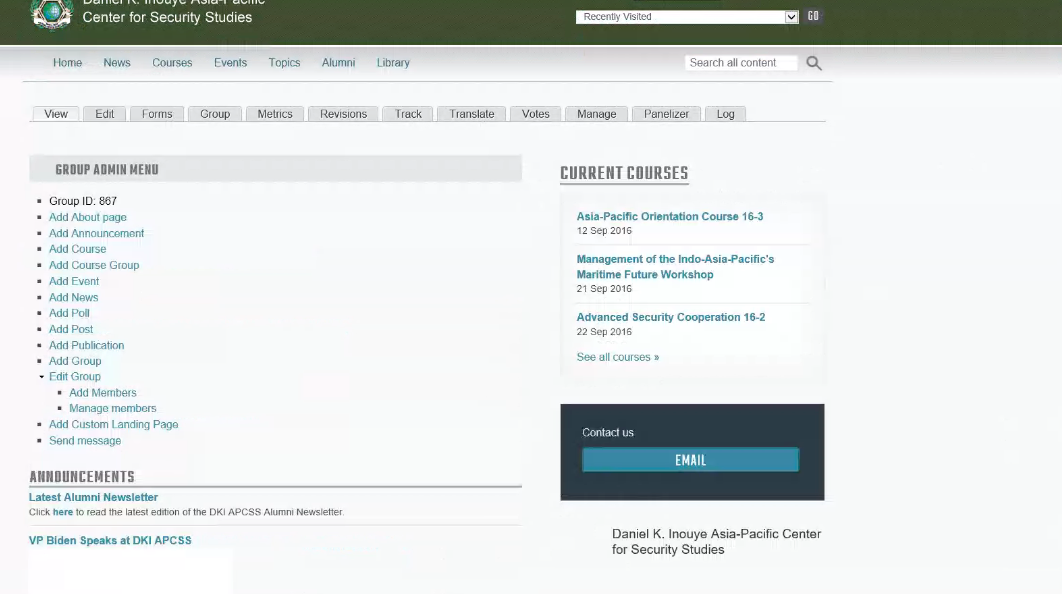 Daniel K. Inouye Asia-Pacific
Center for Security Studies
Recently Visited
GO
Home News Courses Events Topics Alumni Library
Search all content
View Edit Forms Group Metrics Revisions Track Translate Votes Manage Panelizer Log
GROUP ADMIN MENU
Group ID: 867
Add About page
Add Announcement
Add Course
Add Course Group
Add Event
Add News
Add Poll
Add Post
Add Publication
Add Group
Edit Group
Add Members
Manage members
Add Custom Landing Page
Send message
ANNOUNCEMENTS
Latest Alumni Newsletter
Click here to read the latest edition of the DKI APCSS Alumni Newsletter.
VP Biden Speaks at DKI APCSS
CURRENT COURSES
Asia-Pacific Orientation Course 16-3
12 Sep 2016
Management of the Indo-Asia-Pacific's
Maritime Future Workshop
21 Sep 2016
Advanced Security Cooperation 16-2
22 Sep 2016
See all courses »
Contact us
EMAIL
Daniel K. Inouye Asia-Pacific Center
for Security Studies